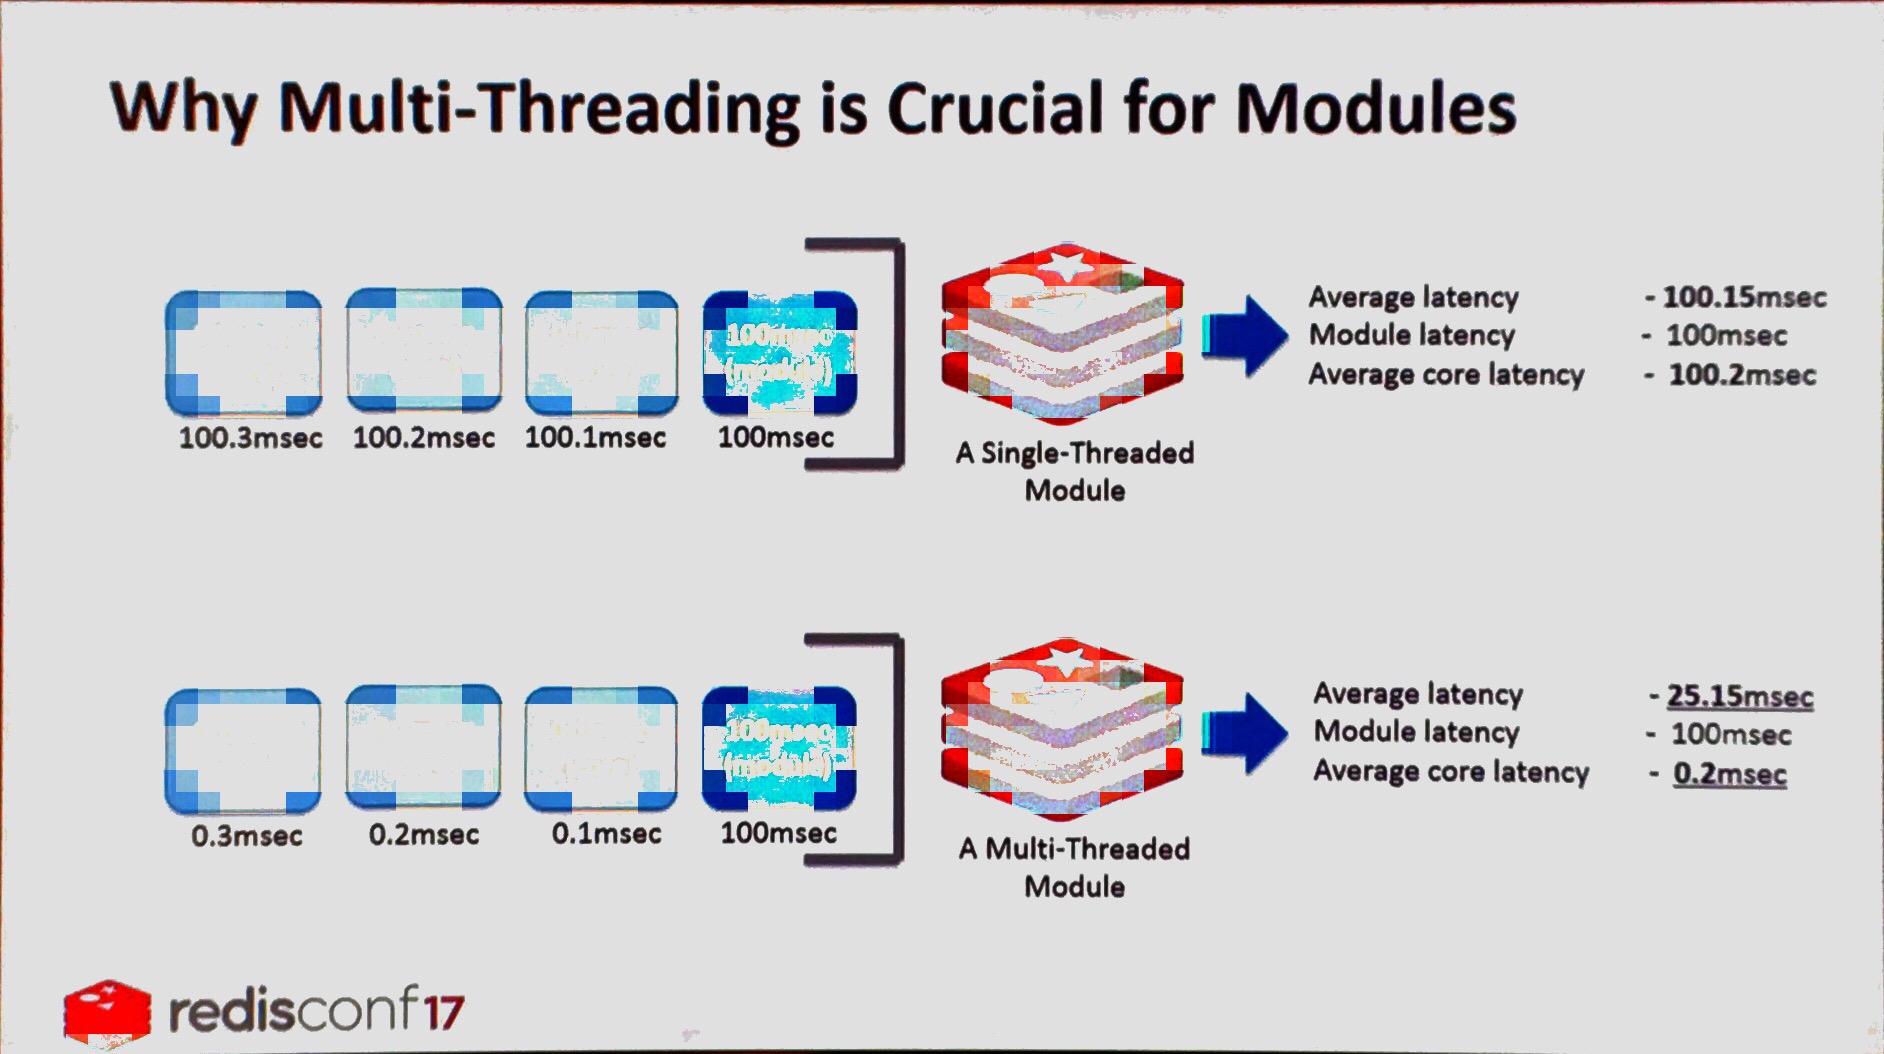 Why Multi-Threading is Crucial for Modules
100msec
(module)
100.3msec 100.2msec 100.1msec 100msec
A Single-Threaded
Module
Average latency - 100.15msec
Module latency - 100msec
Average core latency - 100.2msec
100msec
(module)
0.3msec 0.2msec 0.1msec 100msec
A Multi-Threaded
Module
Average latency - 25.15msec
Module latency - 100msec
Average core latency - 0.2msec
redisconf17